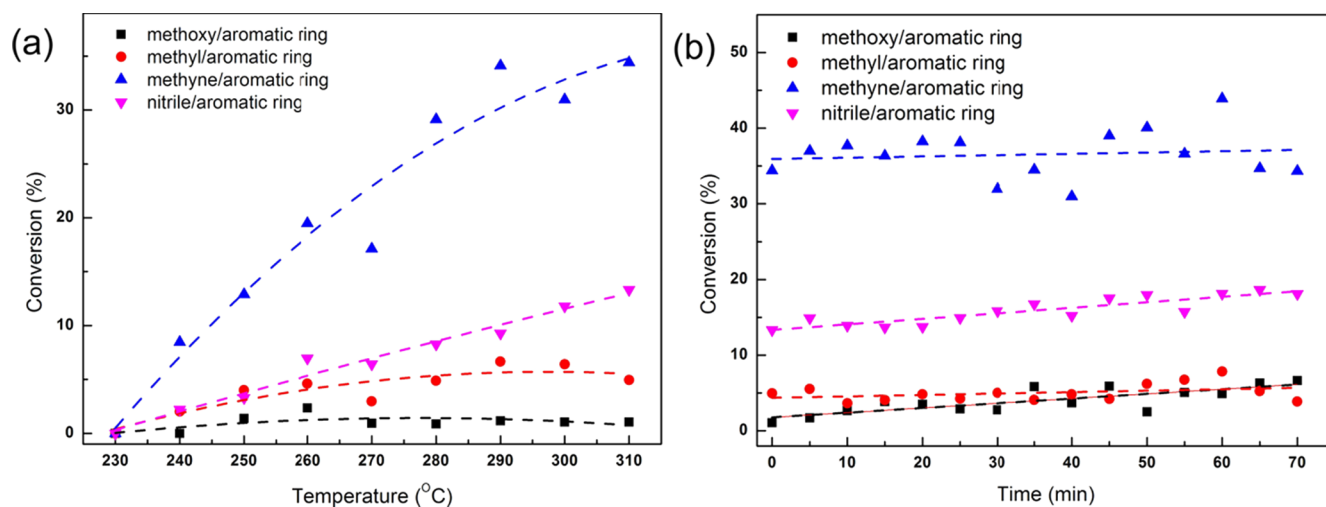 (a)
methoxy/aromatic ring
methyl/aromatic ring
methyne/aromatic ring
nitrile/aromatic ring
30
20
10
0
Conversion (%)
230 240 250 260 270 280 290 300 310
Temperature (°C)
(b)
methoxy/aromatic ring
methyl/aromatic ring
methyne/aromatic ring
nitrile/aromatic ring
50
40
30
20
10
0
Conversion (%)
0 10 20 30 40 50 60 70
Time (min)